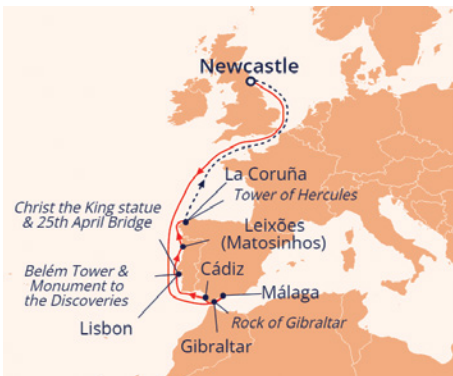 Newcastle
La Coruña
Tower of Hercules
Christ the King statue
& 25th April Bridge
Leixões
(Matosinhos)
Belém Tower &
Monument to
the Discoveries
Cádiz
Málaga
Lisbon
Rock of Gibraltar
Gibraltar